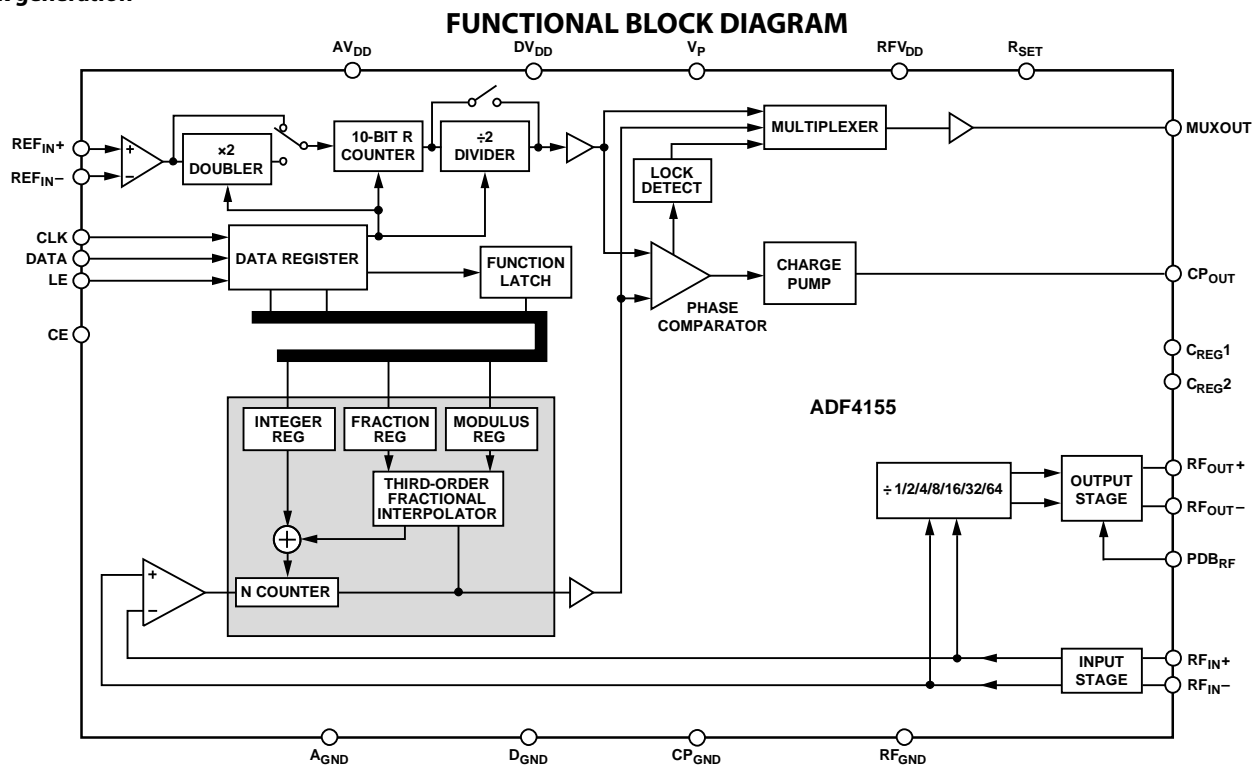 FUNCTIONAL BLOCK DIAGRAM
AVDD
DVDD
VP
RFVDD
RSET
REFIN+
REFIN−
+
−
×2
DOUBLER
10-BIT R
COUNTER
÷2
DIVIDER
MULTIPLEXER
MUXOUT
LOCK
DETECT
CLK
DATA
LE
DATA REGISTER
FUNCTION
LATCH
CHARGE
PUMP
CPOUT
PHASE
COMPARATOR
CE
CREG1
CREG2
ADF4155
INTEGER
REG
FRACTION
REG
MODULUS
REG
THIRD-ORDER
FRACTIONAL
INTERPOLATOR
+
÷1/2/4/8/16/32/64
OUTPUT
STAGE
RFOUT+
RFOUT−
PDBRF
+
−
N COUNTER
INPUT
STAGE
RFIN+
RFIN−
AGND
DGND
CPGND
RFGND